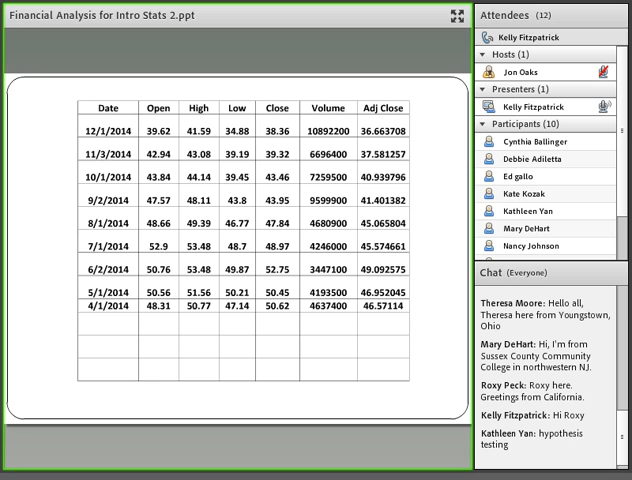 Financial Analysis for Intro Stats 2.ppt
Date Open High Low Close Volume Adj Close
12/1/2014 39.62 41.59 34.88 38.36 10892200 36.663708
11/3/2014 42.94 43.08 39.19 39.32 6696400 37.581257
10/1/2014 42.84 44.14 39.45 43.46 7259500 40.939796
9/2/2014 47.57 48.11 43.8 43.95 9599900 41.401382
8/1/2014 48.66 49.39 46.77 47.84 4680900 45.065804
7/1/2014 52.9 53.48 48.7 48.97 4246000 45.574661
6/2/2014 50.76 53.48 49.87 52.75 3447100 49.092575
5/1/2014 50.56 51.56 50.21 50.45 4193500 46.952045
4/1/2014 48.31 50.77 47.14 50.62 4637400 46.57114
Attendees (12)
Kelly Fitzpatrick
Hosts (1)
Jon Oaks
Presenters (1)
Kelly Fitzpatrick
Participants (10)
Cynthia Ballinger
Debbie Adiletta
Ed gallo
Kate Kozak
Kathleen Yan
Mary DeHart
Nancy Johnson
Chat (Everyone)
Theresa Moore: Hello all,
Theresa here from Youngstown,
Ohio
Mary DeHart: Hi, I'm from
Sussex County Community
College in northwestern NJ.
Roxy Peck: Roxy here.
Greetings from California.
Kelly Fitzpatrick: Hi Roxy
Kathleen Yan: hypothesis
testing